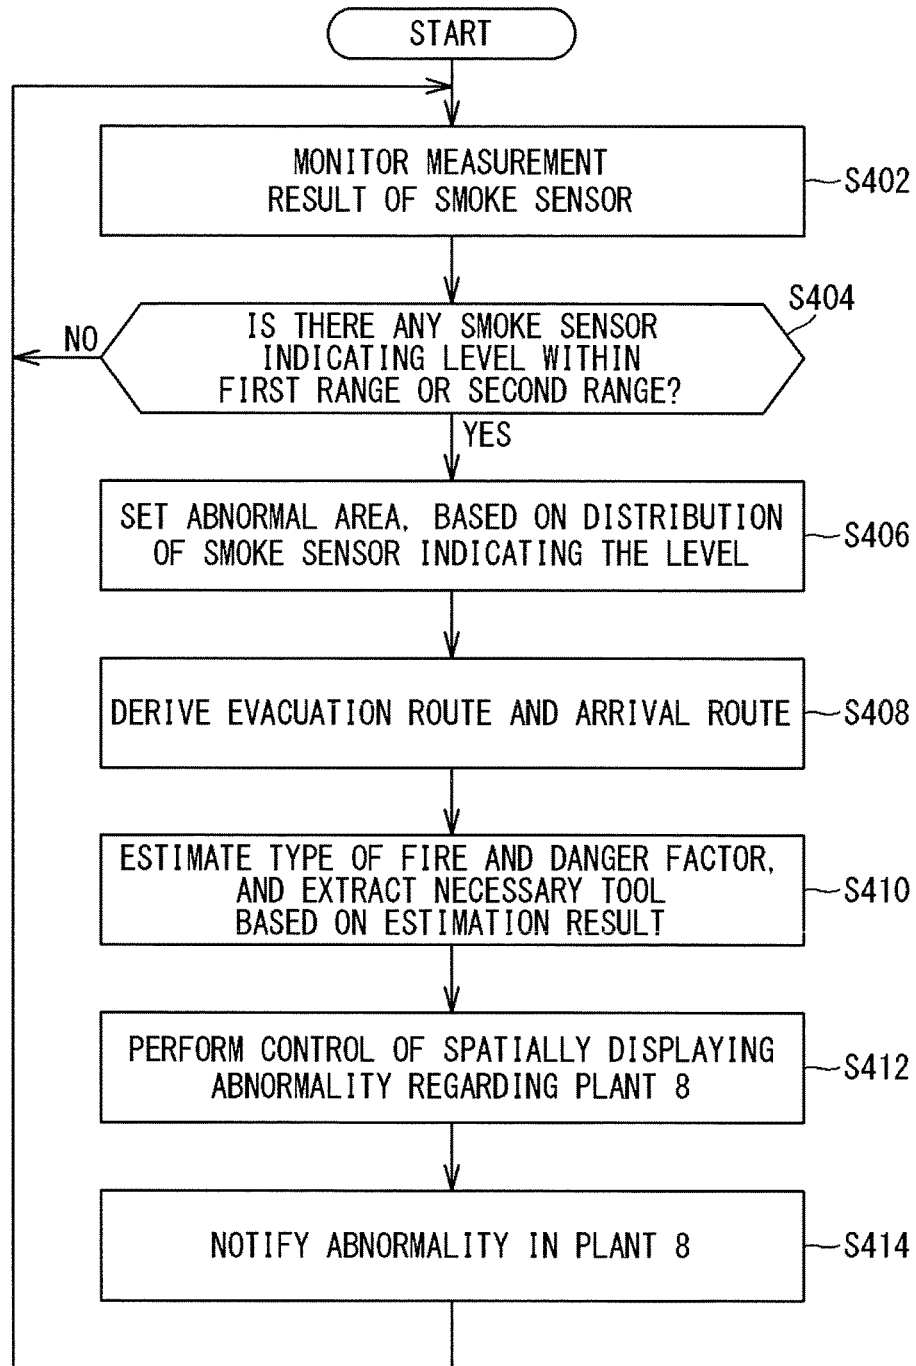 START
MONITOR MEASUREMENT
RESULT OF SMOKE SENSOR
S402
S404
IS THERE ANY SMOKE SENSOR
INDICATING LEVEL WITHIN
FIRST RANGE OR SECOND RANGE?
NO
YES
SET ABNORMAL AREA, BASED ON DISTRIBUTION
OF SMOKE SENSOR INDICATING THE LEVEL
S406
DERIVE EVACUATION ROUTE AND ARRIVAL ROUTE
S408
ESTIMATE TYPE OF FIRE AND DANGER FACTOR,
AND EXTRACT NECESSARY TOOL
BASED ON ESTIMATION RESULT
S410
PERFORM CONTROL OF SPATIALLY DISPLAYING
ABNORMALITY REGARDING PLANT 8
S412
NOTIFY ABNORMALITY IN PLANT 8
S414